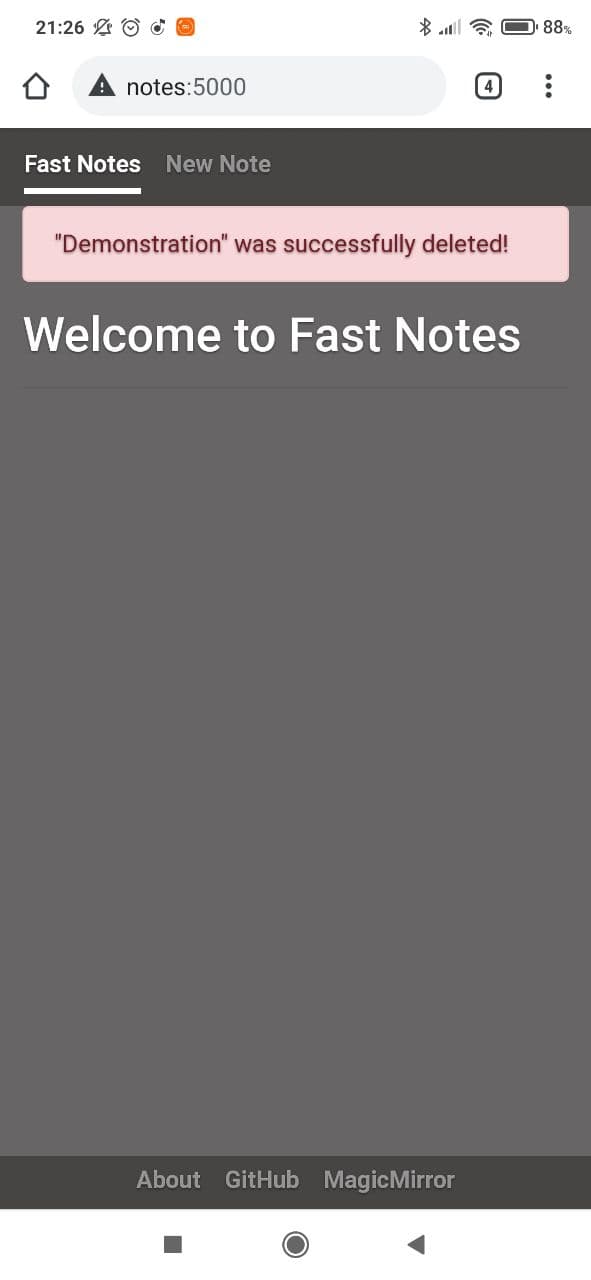 21:26
88%
notes:5000
4
Fast Notes New Note
"Demonstration" was successfully deleted!
Welcome to Fast Notes
About GitHub MagicMirror